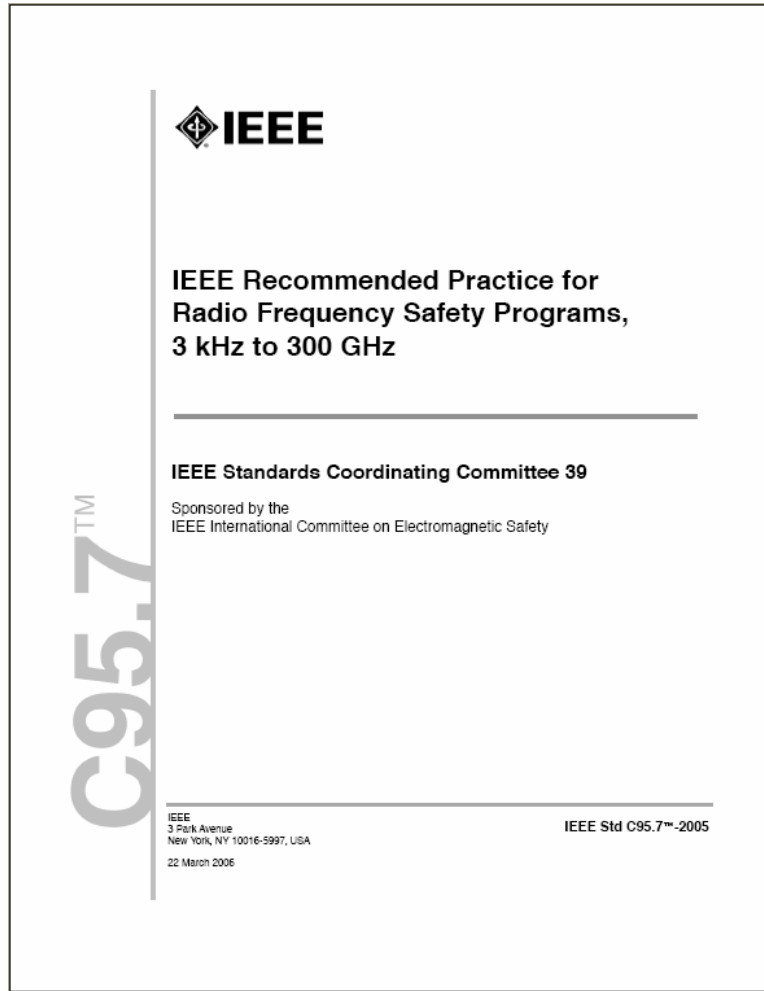 IEEE
IEEE Recommended Practice for
Radio Frequency Safety Programs,
3 kHz to 300 GHz
IEEE Standards Coordinating Committee 39
Sponsored by the
IEEE International Committee on Electromagnetic Safety
C95.7™
IEEE
3 Park Avenue
New York, NY 10016-5997, USA
22 March 2006
IEEE Std C95.7™-2005